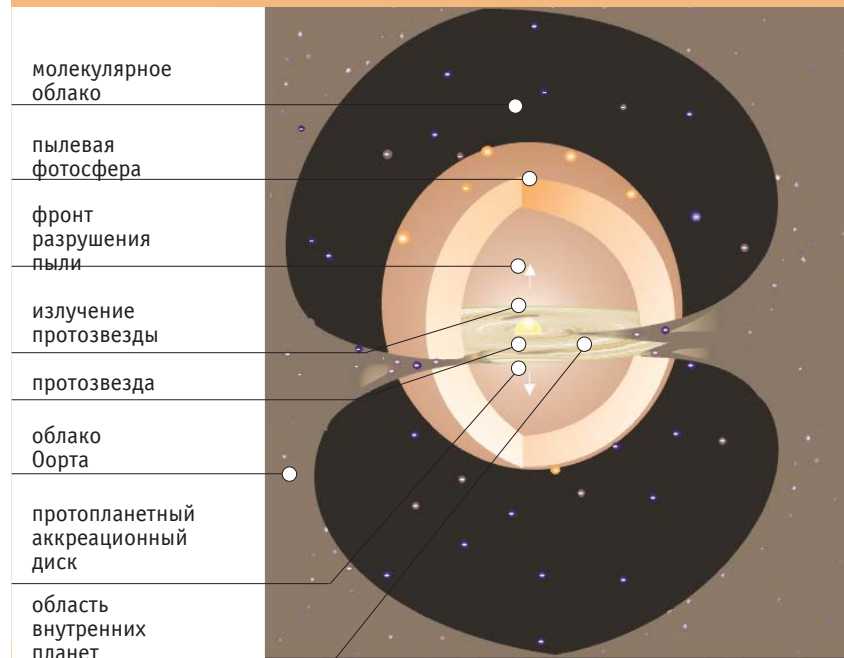 молекулярное
облако
пылевая
фотосфера
фронт
разрушения
пыли
излучение
протозвезды
протозвезда
облако
Оорта
протопланетный
аккреационный
диск
область
внутренних
планет